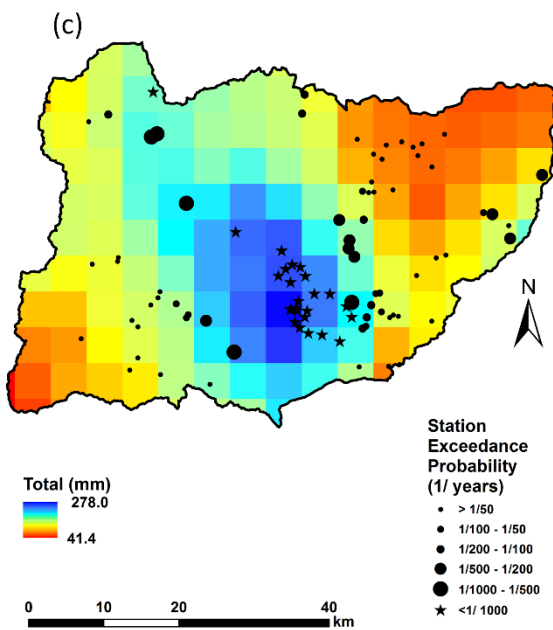 (c)
N
Total (mm)
278.0
41.4
Station
Exceedance
Probability
(1/ years)
> 1/50
1/100 - 1/50
1/200 - 1/100
1/500 - 1/200
1/1000 - 1/500
<1/ 1000
0 10 20 40
km